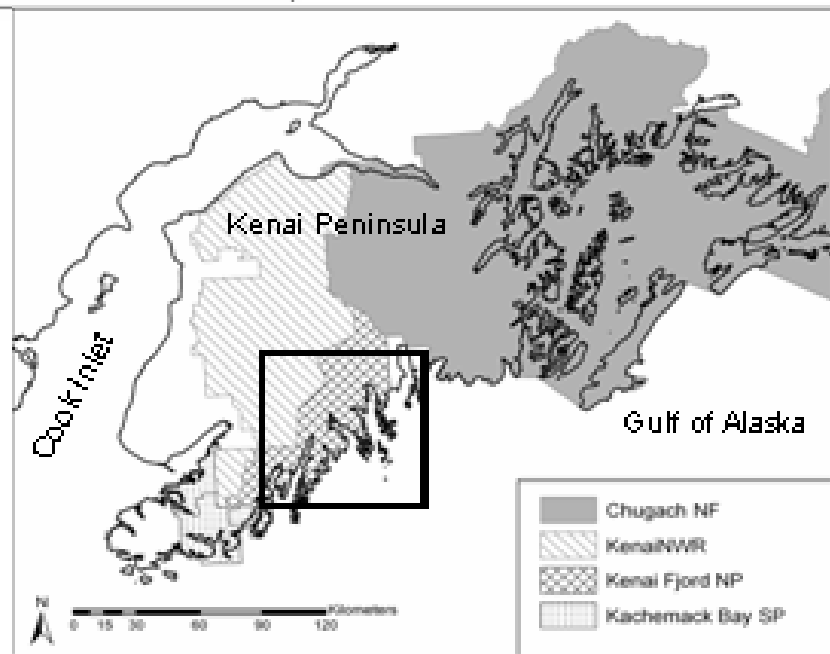 Kenai Peninsula
Cook Inlet
Gulf of Alaska
Chugach NF
KenaiNWR
Kenai Fjord NP
Kachemack Bay SP
N
Kilometers
0 15 30 60 90 120